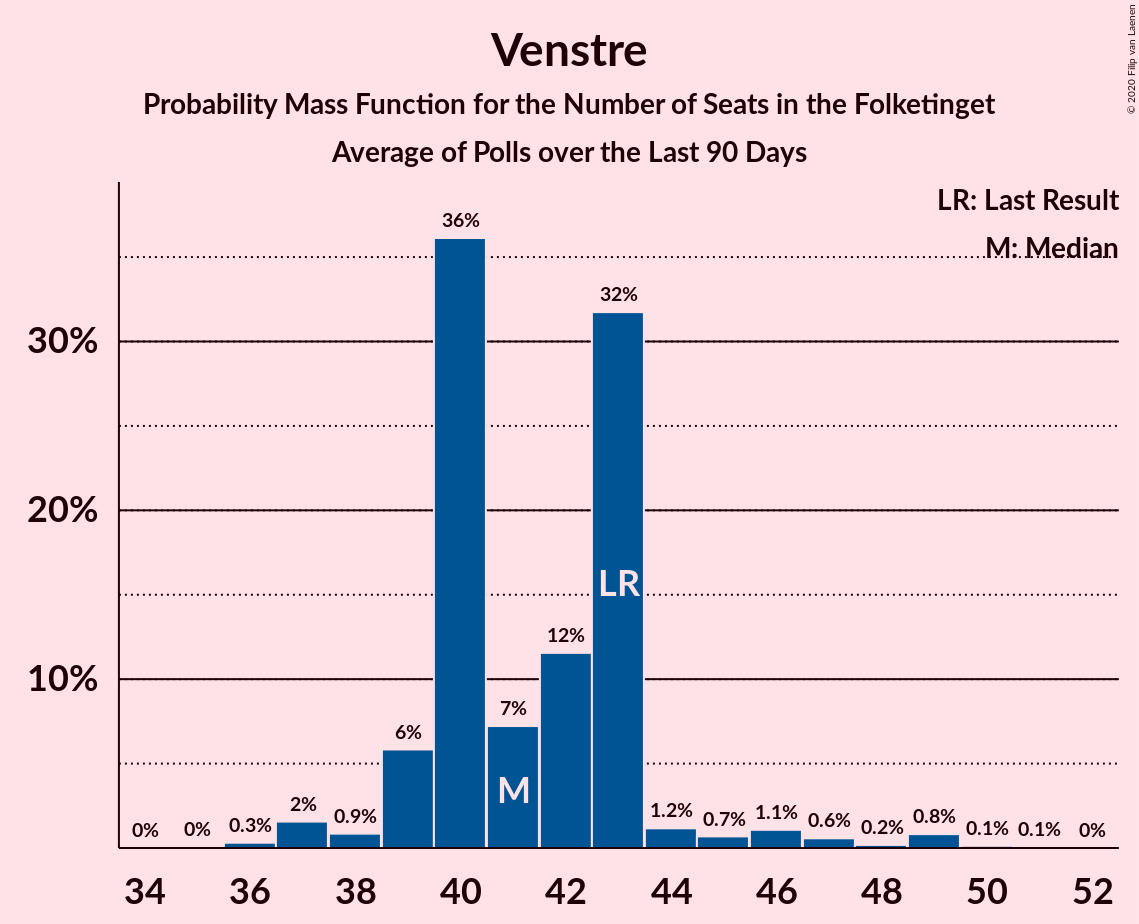 Venstre
Probability Mass Function for the Number of Seats in the Folketinget
Average of Polls over the Last 90 Days
© 2020 Filip van Laenen
LR: Last Result
M: Median
36%
32%
30%
20%
LR
12%
10%
7%
6%
M
0%
0%
0.3%
2%
0.9%
1.2%
0.7%
1.1%
0.6%
0.2%
0.8%
0.1%
0.1%
0%
34 36 38 40 42 44 46 48 50 52